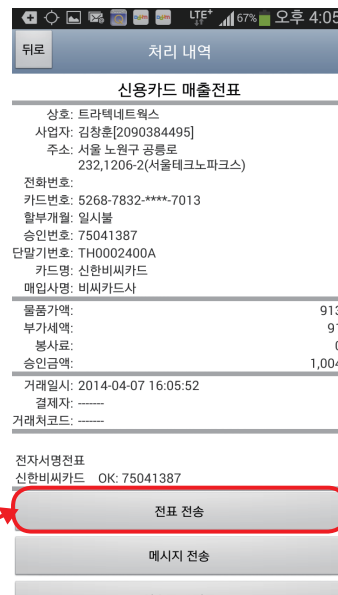 LTE+ 67% 오후 4:05
뒤로 처리 내역
신용카드 매출전표
상호: 트라텍네트웍스
사업자: 김창훈[2090384495]
주소: 서울 노원구 공릉로
232,1206-2(서울테크노파크스)
전화번호:
카드번호: 5268-7832-****-7013
할부개월: 일시불
승인번호: 75041387
단말기번호: TH0002400A
카드명: 신한비씨카드
매입사명: 비씨카드사
물품가액: 913
부가세액: 91
봉사료: 0
승인금액: 1,004
거래일시: 2014-04-07 16:05:52
결제자: -------
거래처코드: -------
전자서명전표
신한비씨카드 OK: 75041387
전표 전송
메시지 전송